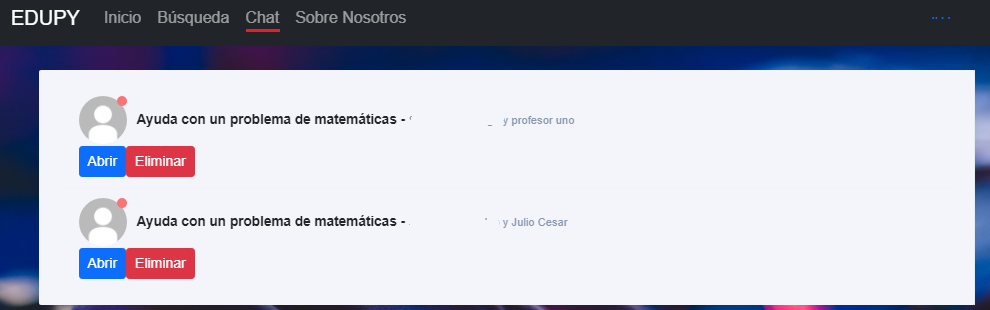 EDUPY Inicio Búsqueda Chat Sobre Nosotros
Ayuda con un problema de matemáticas - y profesor uno
Abrir Eliminar
Ayuda con un problema de matemáticas - y Julio Cesar
Abrir Eliminar